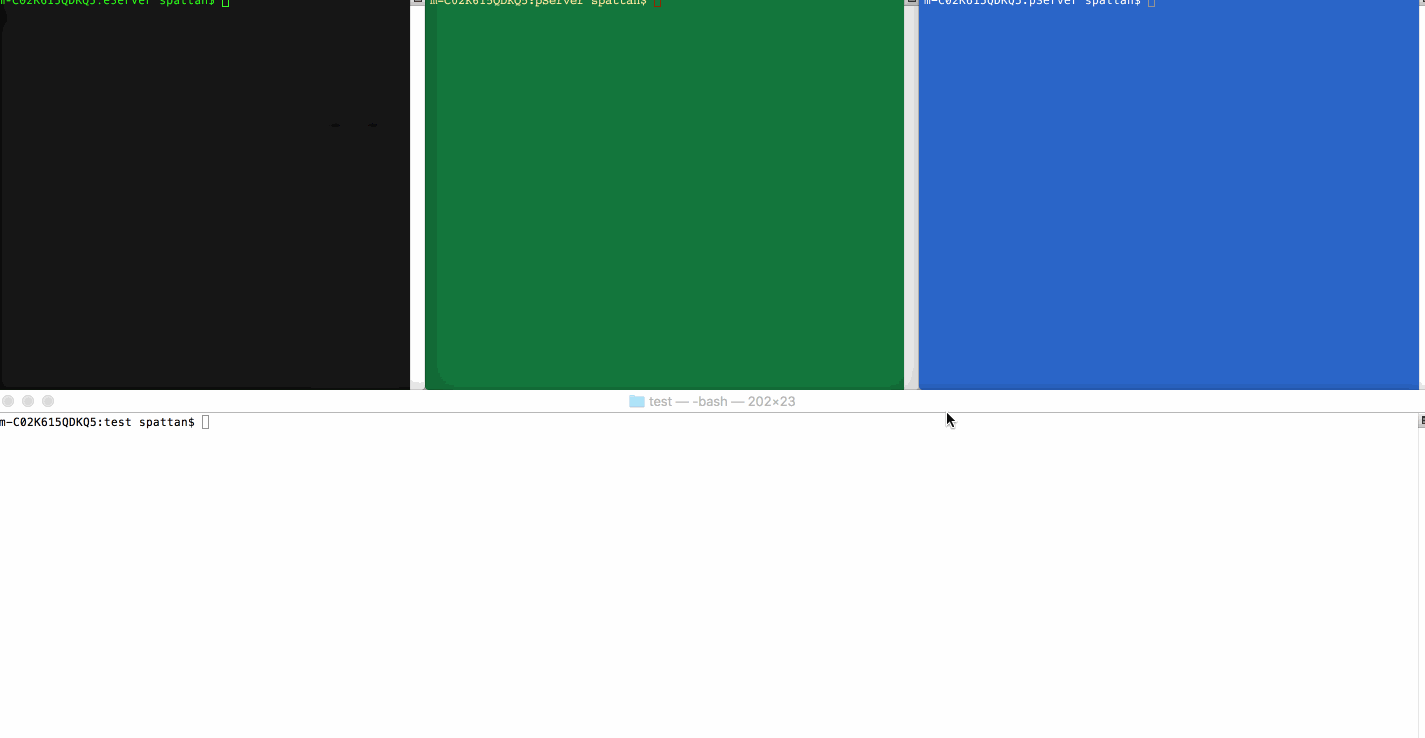 m-C02K615QDKQ5:eServer spattan$
m-C02K615QDKQ5:pServer spattan$
m-C02K615QDKQ5:pServer spattan$
test — -bash — 202×23
m-C02K615QDKQ5:test spattan$